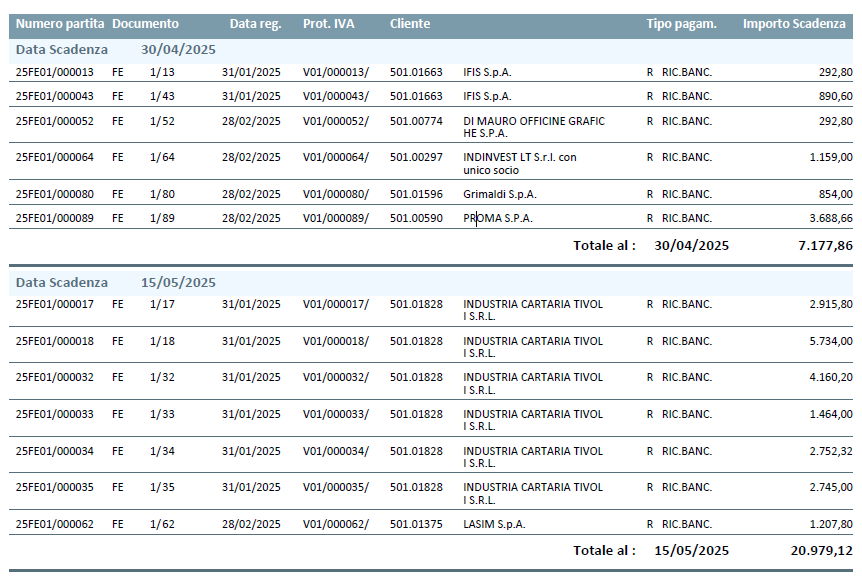 Numero partita Documento Data reg. Prot. IVA Cliente Tipo pagam. Importo Scadenza
Data Scadenza 30/04/2025
25FE01/000013 FE 1/13 31/01/2025 V01/000013/ 501.01663 IFIS S.p.A. R RIC.BANC. 292,80
25FE01/000043 FE 1/43 31/01/2025 V01/000043/ 501.01663 IFIS S.p.A. R RIC.BANC. 890,60
25FE01/000052 FE 1/52 28/02/2025 V01/000052/ 501.00774 DI MAURO OFFICINE GRAFIC R RIC.BANC. 292,80
HE S.P.A.
25FE01/000064 FE 1/64 28/02/2025 V01/000064/ 501.00297 INDINVEST LT S.r.l. con R RIC.BANC. 1.159,00
unico socio
25FE01/000080 FE 1/80 28/02/2025 V01/000080/ 501.01596 Grimaldi S.p.A. R RIC.BANC. 854,00
25FE01/000089 FE 1/89 28/02/2025 V01/000089/ 501.00590 PROMA S.P.A. R RIC.BANC. 3.688,66
Totale al : 30/04/2025 7.177,86
Data Scadenza 15/05/2025
25FE01/000017 FE 1/17 31/01/2025 V01/000017/ 501.01828 INDUSTRIA CARTARIA TIVOL R RIC.BANC. 2.915,80
I S.R.L.
25FE01/000018 FE 1/18 31/01/2025 V01/000018/ 501.01828 INDUSTRIA CARTARIA TIVOL R RIC.BANC. 5.734,00
I S.R.L.
25FE01/000032 FE 1/32 31/01/2025 V01/000032/ 501.01828 INDUSTRIA CARTARIA TIVOL R RIC.BANC. 4.160,20
I S.R.L.
25FE01/000033 FE 1/33 31/01/2025 V01/000033/ 501.01828 INDUSTRIA CARTARIA TIVOL R RIC.BANC. 1.464,00
I S.R.L.
25FE01/000034 FE 1/34 31/01/2025 V01/000034/ 501.01828 INDUSTRIA CARTARIA TIVOL R RIC.BANC. 2.752,32
I S.R.L.
25FE01/000035 FE 1/35 31/01/2025 V01/000035/ 501.01828 INDUSTRIA CARTARIA TIVOL R RIC.BANC. 2.745,00
I S.R.L.
25FE01/000062 FE 1/62 28/02/2025 V01/000062/ 501.01375 LASIM S.p.A. R RIC.BANC. 1.207,80
Totale al : 15/05/2025 20.979,12